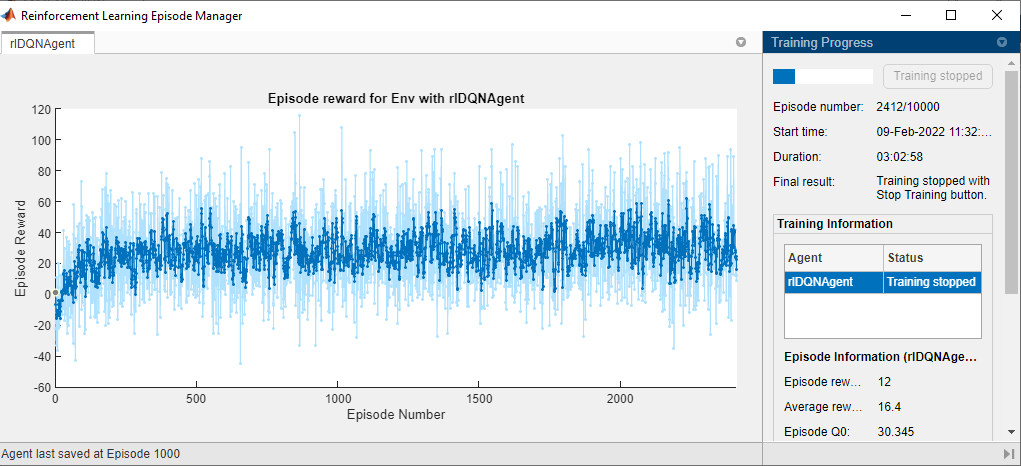 Reinforcement Learning Episode Manager
rlDQNAgent
Episode reward for Env with rlDQNAgent
120
100
80
60
40
20
0
-20
-40
-60
Episode Reward
0
500
1000
1500
2000
Episode Number
Agent last saved at Episode 1000
Training Progress
Training stopped
Episode number: 2412/10000
Start time: 09-Feb-2022 11:32:...
Duration: 03:02:58
Final result: Training stopped with
Stop Training button.
Training Information
Agent Status
rlDQNAgent Training stopped
Episode Information (rlDQNAge...
Episode rew... 12
Average rew... 16.4
Episode Q0: 30.345